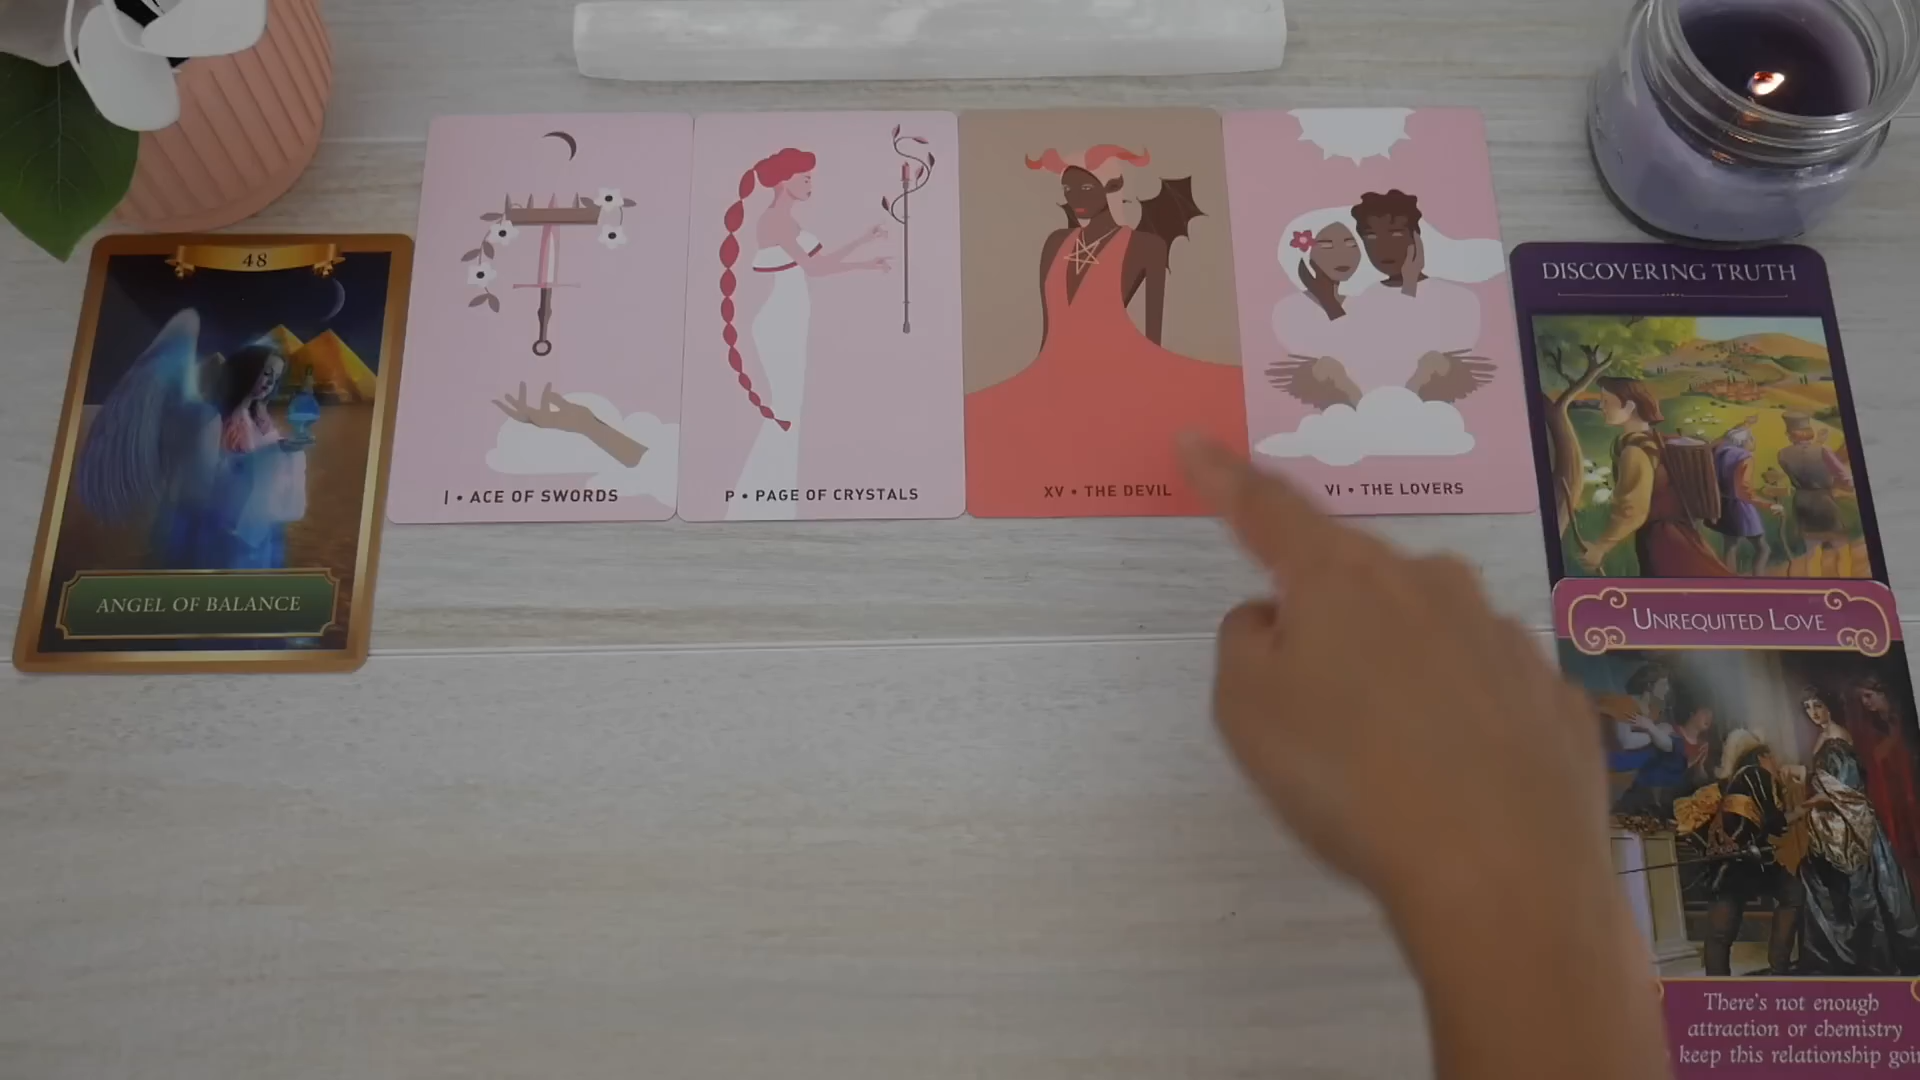 48
ANGEL OF BALANCE
I • ACE OF SWORDS
P • PAGE OF CRYSTALS
XV • THE DEVIL
VI • THE LOVERS
DISCOVERING TRUTH
UNREQUITED LOVE
There's not enough
attraction or chemistry
keep this relationship